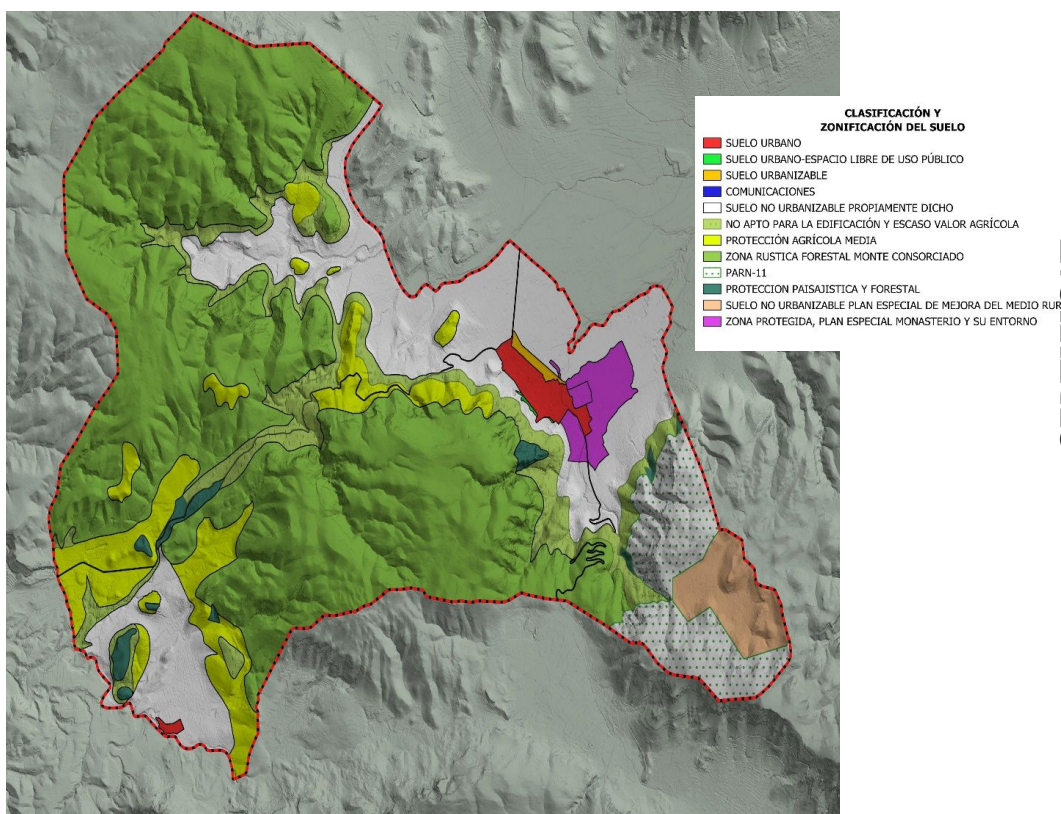 CLASIFICACIÓN Y
ZONIFICACIÓN DEL SUELO
SUELO URBANO
SUELO URBANO-ESPACIO LIBRE DE USO PÚBLICO
SUELO URBANIZABLE
COMUNICACIONES
SUELO NO URBANIZABLE PROPIAMENTE DICHO
NO APTO PARA LA EDIFICACIÓN Y ESCASO VALOR AGRÍCOLA
PROTECCIÓN AGRÍCOLA MEDIA
ZONA RUSTICA FORESTAL MONTE CONSORCIADO
PARN-11
PROTECCION PAISAJISTICA Y FORESTAL
SUELO NO URBANIZABLE PLAN ESPECIAL DE MEJORA DEL MEDIO RUR
ZONA PROTEGIDA, PLAN ESPECIAL MONASTERIO Y SU ENTORNO